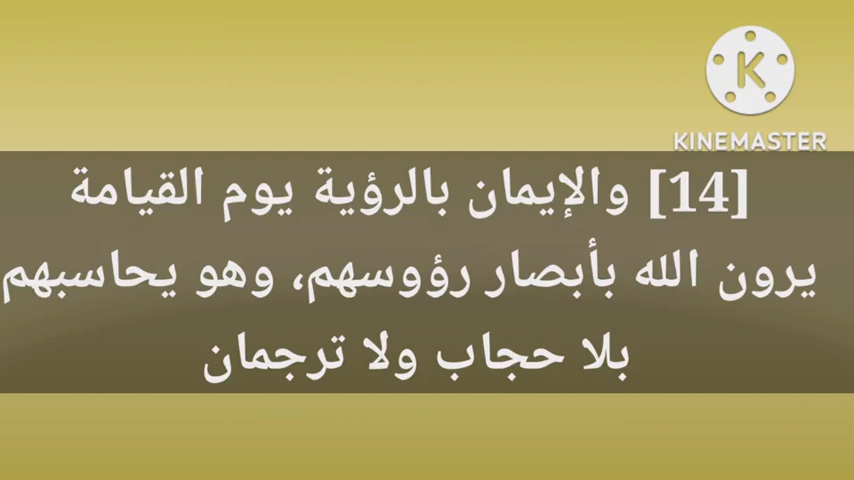 KINEMASTER
[14] والإيمان بالرؤية يوم القيامة
يرون الله بأبصار رؤوسهم، وهو يحاسبهم
بلا حجاب ولا ترجمان